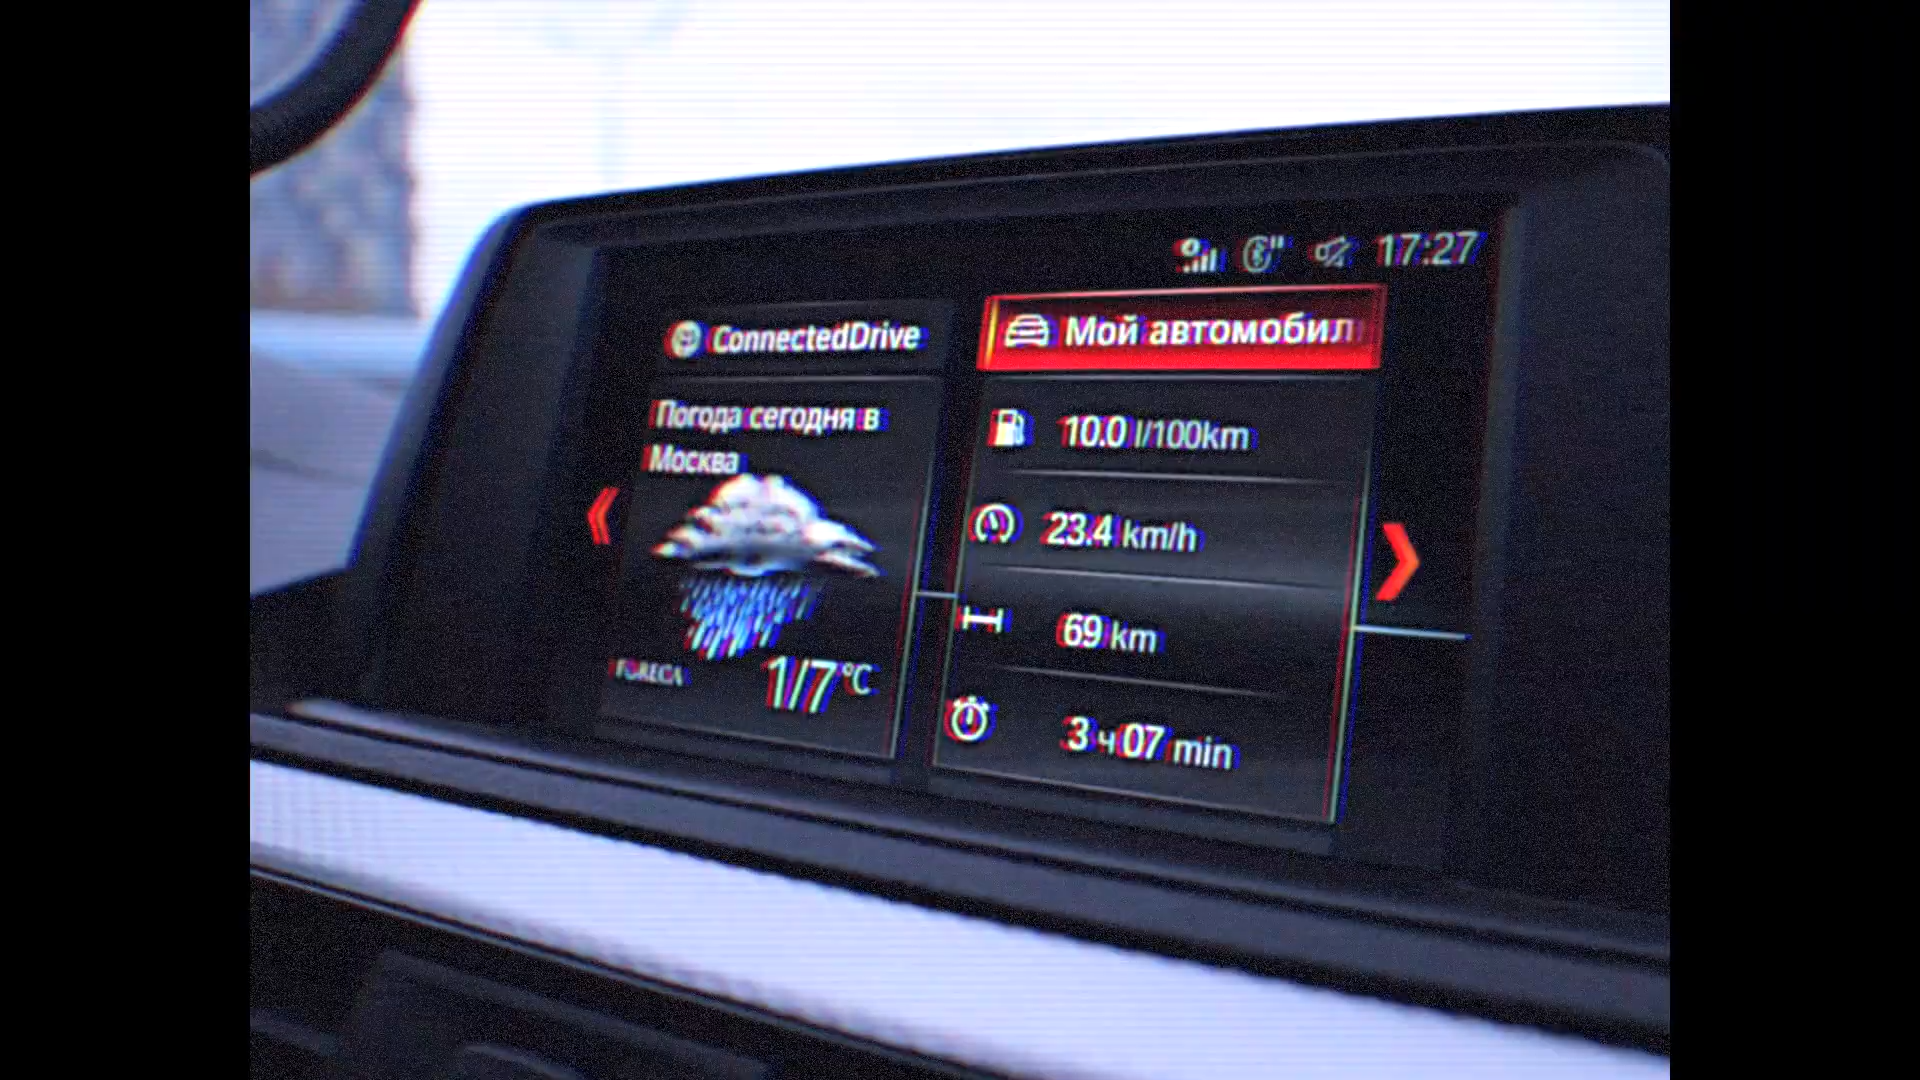 17:27
ConnectedDrive
Погода сегодня в
Москва
FORECA
1/7 °C
Мой автомобил
10.0 l/100km
23.4 km/h
69 km
3 ч 07 min